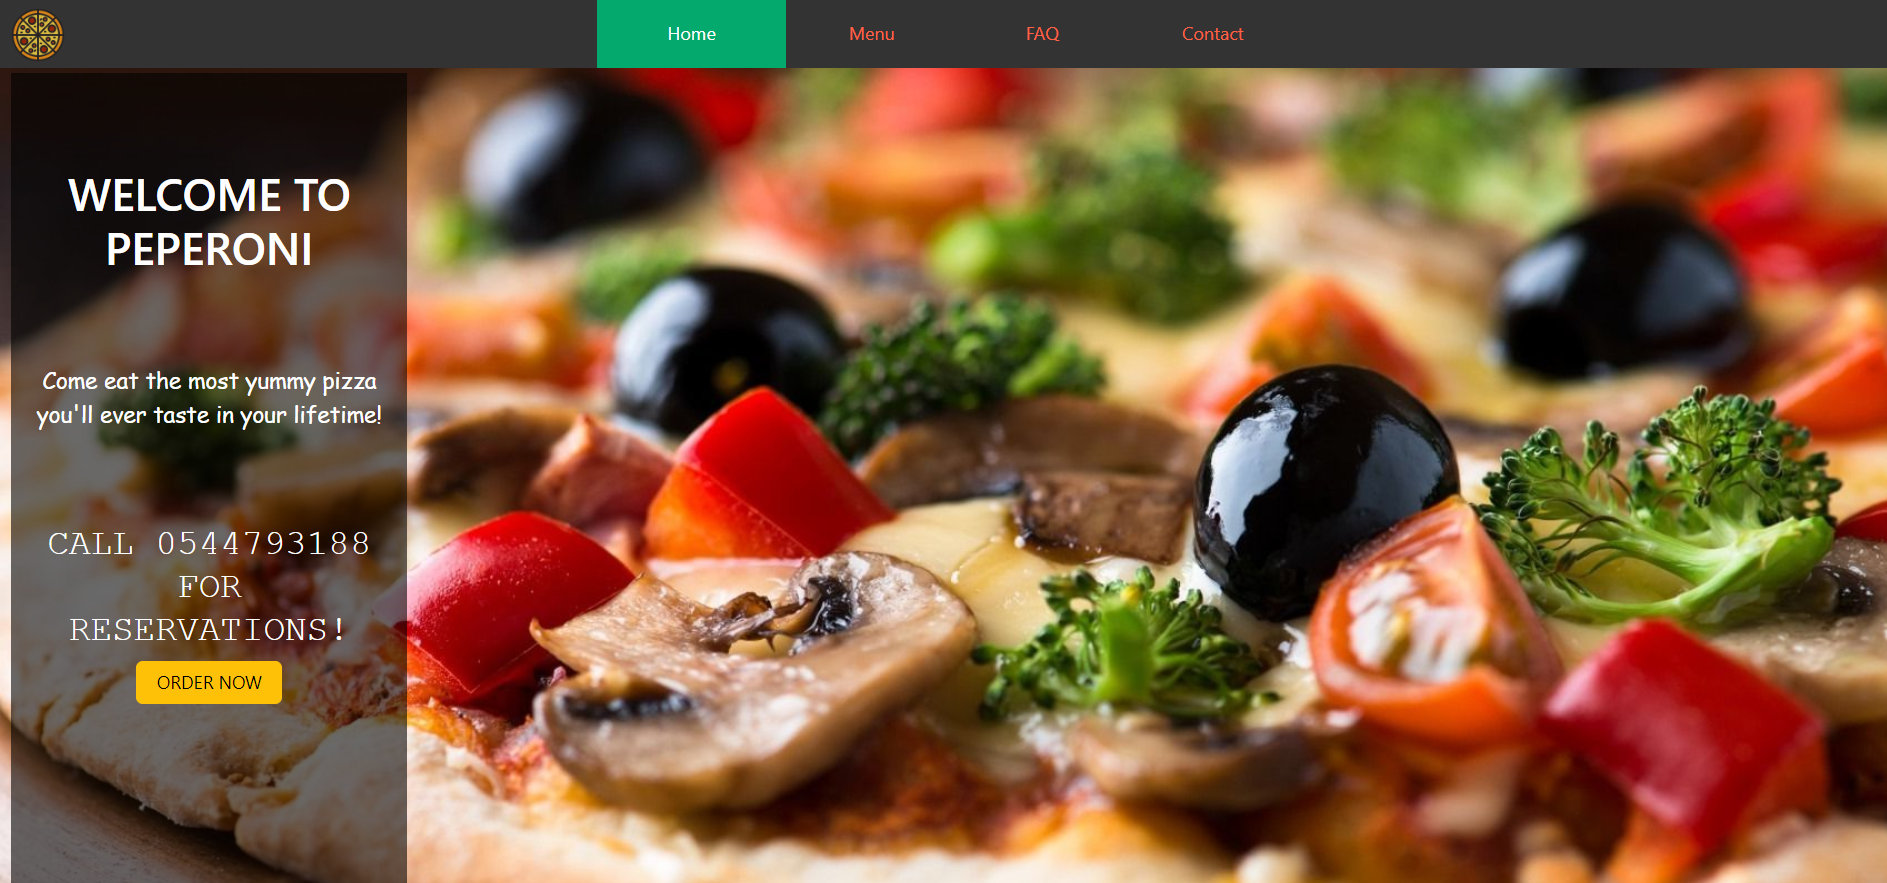 Home
Menu
FAQ
Contact
WELCOME TO
PEPERONI
Come eat the most yummy pizza
you'll ever taste in your lifetime!
CALL 0544793188
FOR
RESERVATIONS!
ORDER NOW